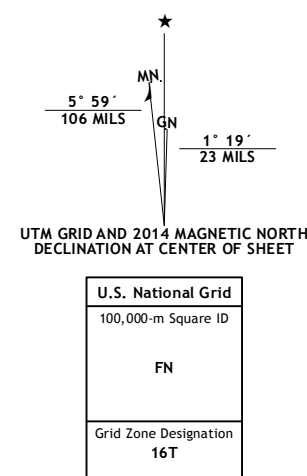 ★
MN.
5° 59´
106 MILS
GN
1° 19´
23 MILS
UTM GRID AND 2014 MAGNETIC NORTH
DECLINATION AT CENTER OF SHEET
U.S. National Grid
100,000-m Square ID
FN
Grid Zone Designation
16T